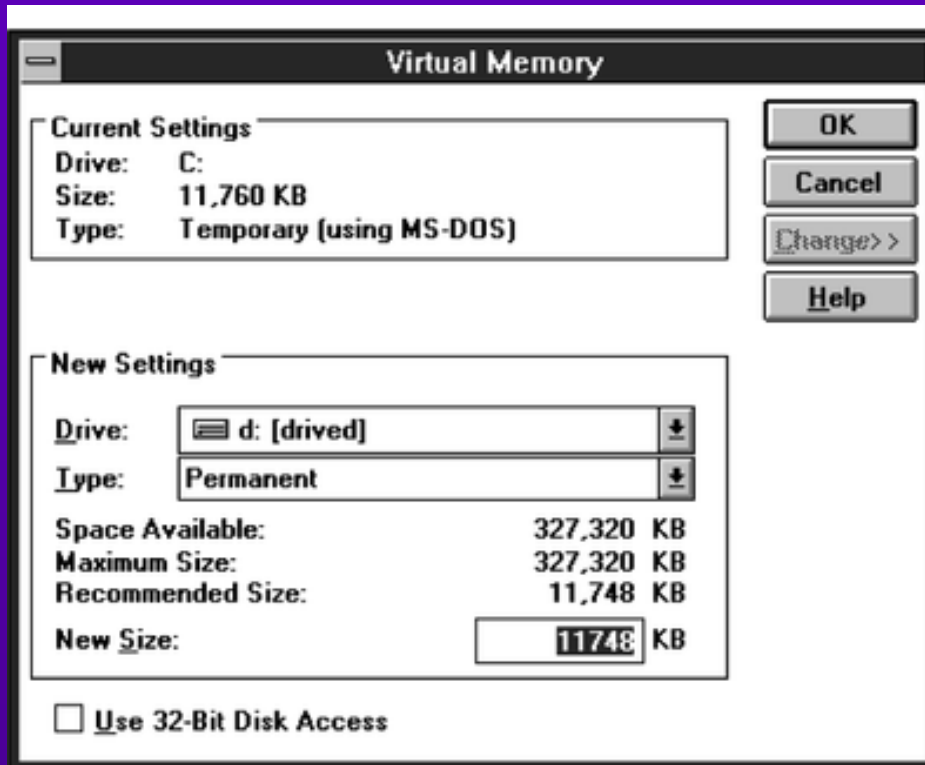 Virtual Memory
Current Settings
Drive: C:
Size: 11,760 KB
Type: Temporary (using MS-DOS)
OK
Cancel
Change>>
Help
New Settings
Drive: d: [drived]
Type: Permanent
Space Available: 327,320 KB
Maximum Size: 327,320 KB
Recommended Size: 11,748 KB
New Size: 11748 KB
Use 32-Bit Disk Access